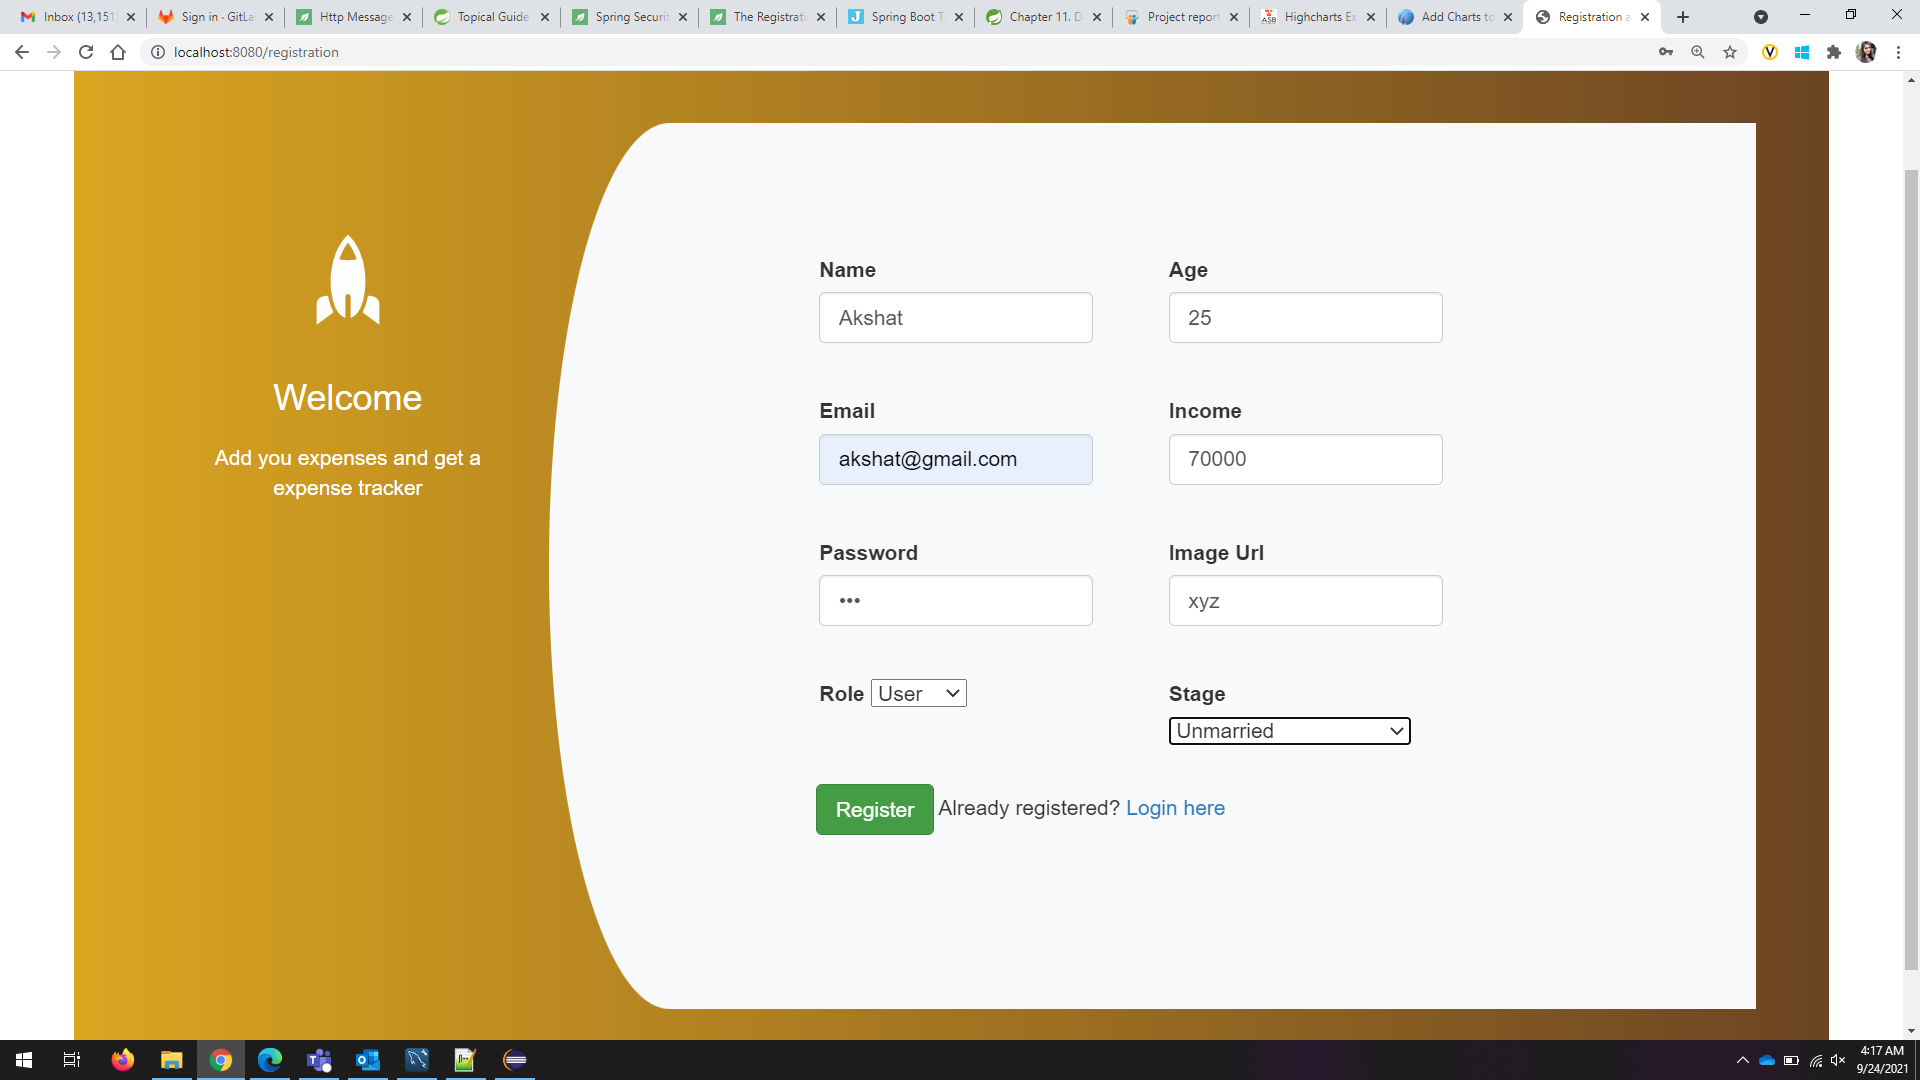 Inbox (13,151
Sign in · GitLa
Http Message
Topical Guide
Spring Securit
The Registrati
Spring Boot T
Chapter 11. D
Project report
Highcharts Ex
Add Charts to
Registration a
localhost:8080/registration
Welcome
Add you expenses and get a
expense tracker
Name
Age
Akshat
25
Email
Income
akshat@gmail.com
70000
Password
Image Url
•••
xyz
Role User
Stage
Unmarried
Register Already registered? Login here
4:17 AM
9/24/2021